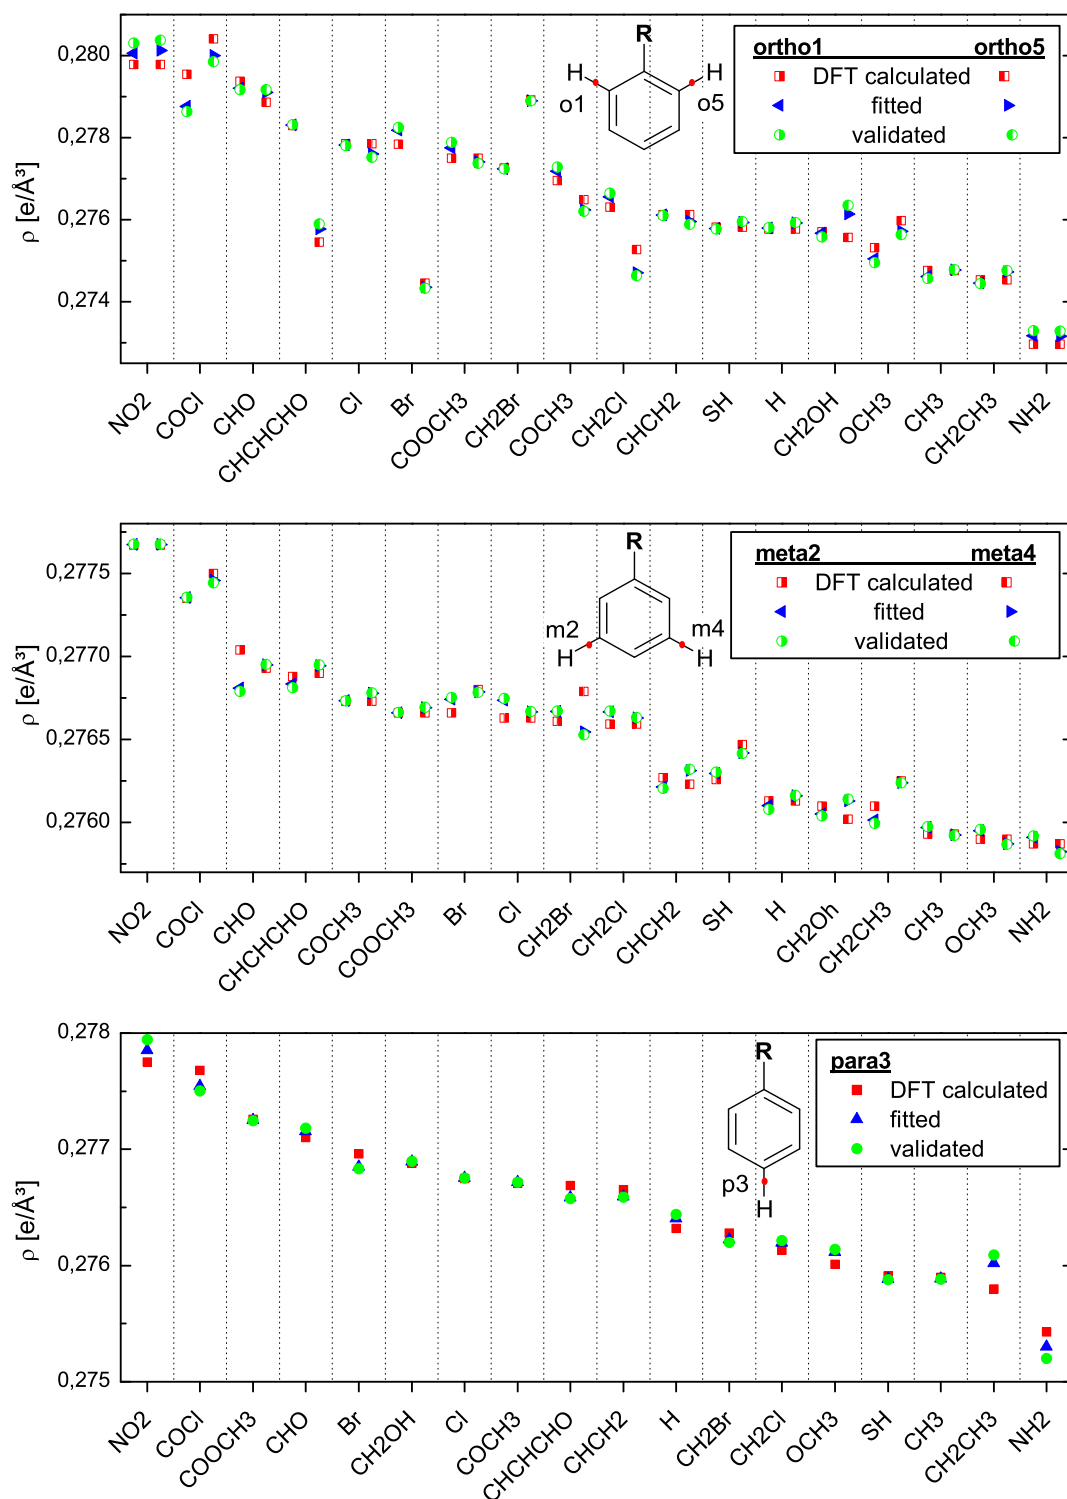 ρ [e/Å³]
0,280
0,278
0,276
0,274
R
H
H
o1
o5
ortho1 ortho5
DFT calculated
fitted
validated
NO2
COCl
CHO
CHCHCHO
Cl
Br
COOCH3
CH2Br
COCH3
CH2Cl
CHCH2
SH
H
CH2OH
OCH3
CH3
CH2CH3
NH2
ρ [e/Å³]
0,2775
0,2770
0,2765
0,2760
R
m2
m4
H
H
meta2 meta4
DFT calculated
fitted
validated
NO2
COCl
CHO
CHCHCHO
COCH3
COOCH3
Br
Cl
CH2Br
CH2Cl
CHCH2
SH
H
CH2Oh
CH2CH3
CH3
OCH3
NH2
ρ [e/Å³]
0,278
0,277
0,276
0,275
R
p3
H
para3
DFT calculated
fitted
validated
NO2
COCl
COOCH3
CHO
Br
CH2OH
Cl
COCH3
CHCHCHO
CHCH2
H
CH2Br
CH2Cl
OCH3
SH
CH3
CH2CH3
NH2